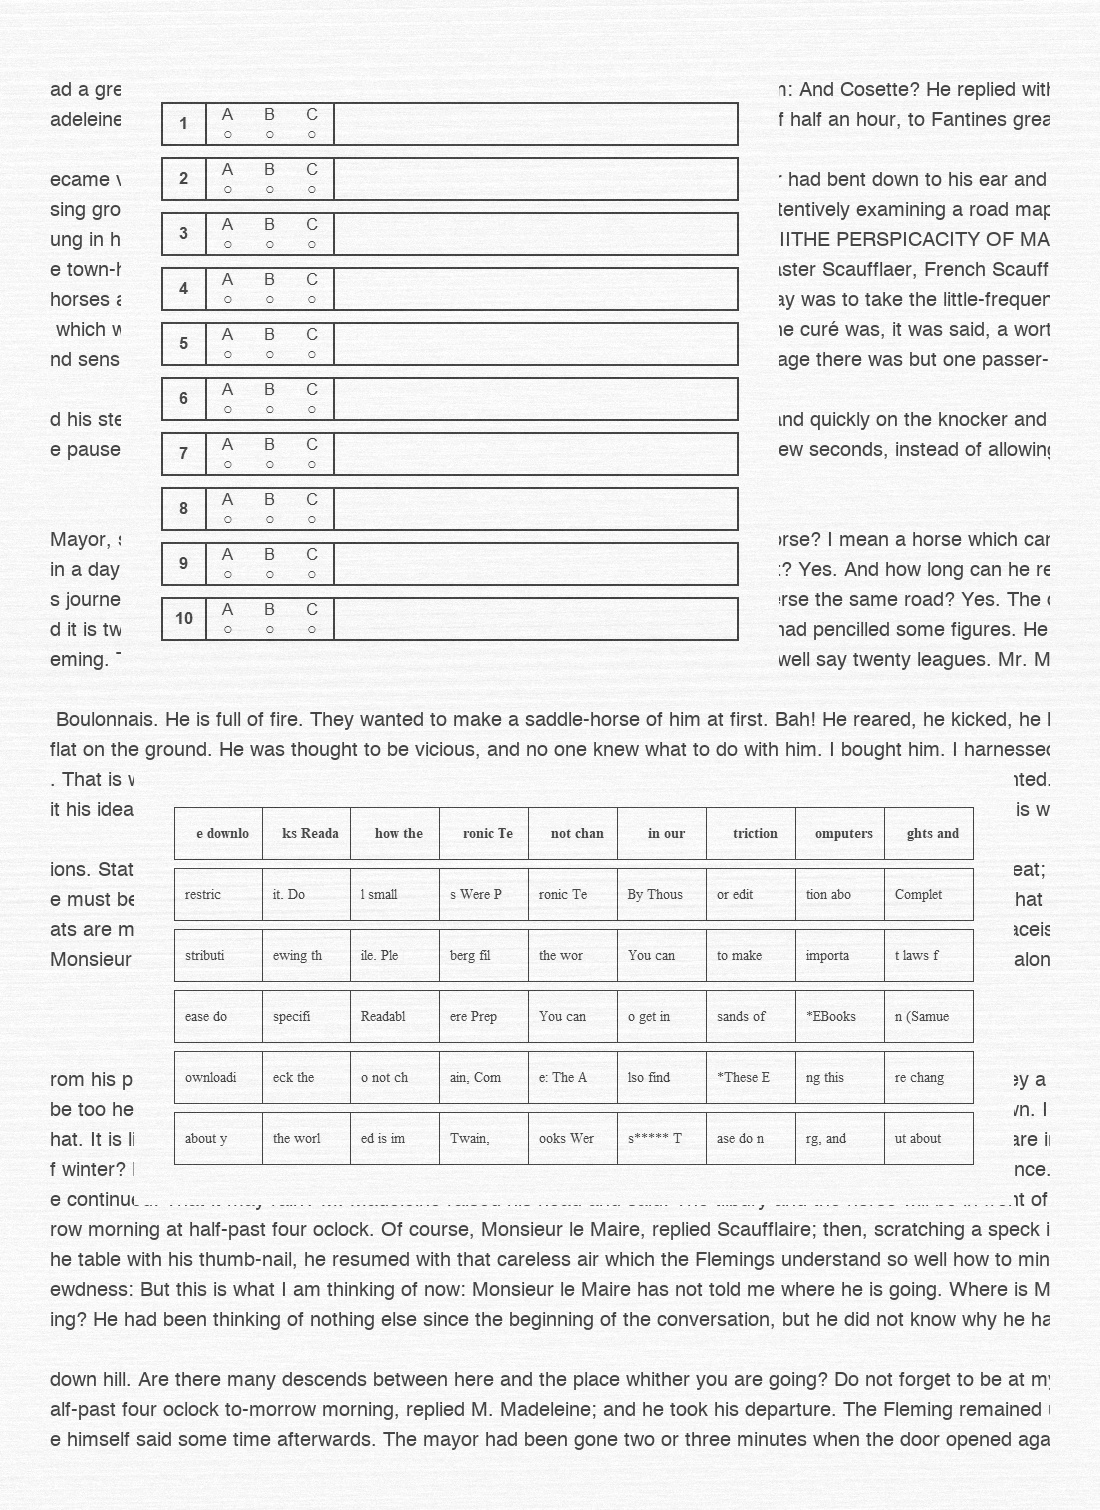 ad a gre : And Cosette? He replied with
adeleine f half an hour, to Fantines grea
ecame had bent down to his ear and
sing gro tentively examining a road map
ung in h IITHE PERSPICACITY OF MA
e town-h aster Scaufflaer, French Scauff
horses a ay was to take the little-frequen
which w e curé was, it was said, a wort
nd sens age there was but one passer-
d his ste nd quickly on the knocker and
e pause ew seconds, instead of allowing
Mayor, orse? I mean a horse which can
in a day ? Yes. And how long can he re
s journe erse the same road? Yes. The
d it is tw had pencilled some figures. He
eming. well say twenty leagues. Mr. M
1 A B C
2 A B C
3 A B C
4 A B C
5 A B C
6 A B C
7 A B C
8 A B C
9 A B C
10 A B C
Boulonnais. He is full of fire. They wanted to make a saddle-horse of him at first. Bah! He reared, he kicked, he
flat on the ground. He was thought to be vicious, and no one knew what to do with him. I bought him. I harnessed
. That is nted.
it his idea is w
ions. Stat eat;
e must be hat
ats are m aceis
Monsieur alon
rom his p ey a
be too he wn. I
hat. It is li are i
f winter? nce.
e downlo ks Reada how the ronic Te not chan in our triction omputers ghts and
restric it. Do l small s Were P ronic Te By Thous or edit tion abo Complet
stributi ewing th ile. Ple berg fil the wor You can to make importa t laws f
ease do specifi Readabl ere Prep You can o get in sands of *EBooks n (Samue
ownloadi eck the o not ch ain, Com e: The A lso find *These E ng this re chang
about y the worl ed is im Twain, ooks Wer s***** T ase do n rg, and ut about
e continue nt of
row morning at half-past four oclock. Of course, Monsieur le Maire, replied Scaufflaire; then, scratching a speck i
he table with his thumb-nail, he resumed with that careless air which the Flemings understand so well how to min
ewdness: But this is what I am thinking of now: Monsieur le Maire has not told me where he is going. Where is M
ing? He had been thinking of nothing else since the beginning of the conversation, but he did not know why he ha
down hill. Are there many descends between here and the place whither you are going? Do not forget to be at my
alf-past four oclock to-morrow morning, replied M. Madeleine; and he took his departure. The Fleming remained
e himself said some time afterwards. The mayor had been gone two or three minutes when the door opened aga